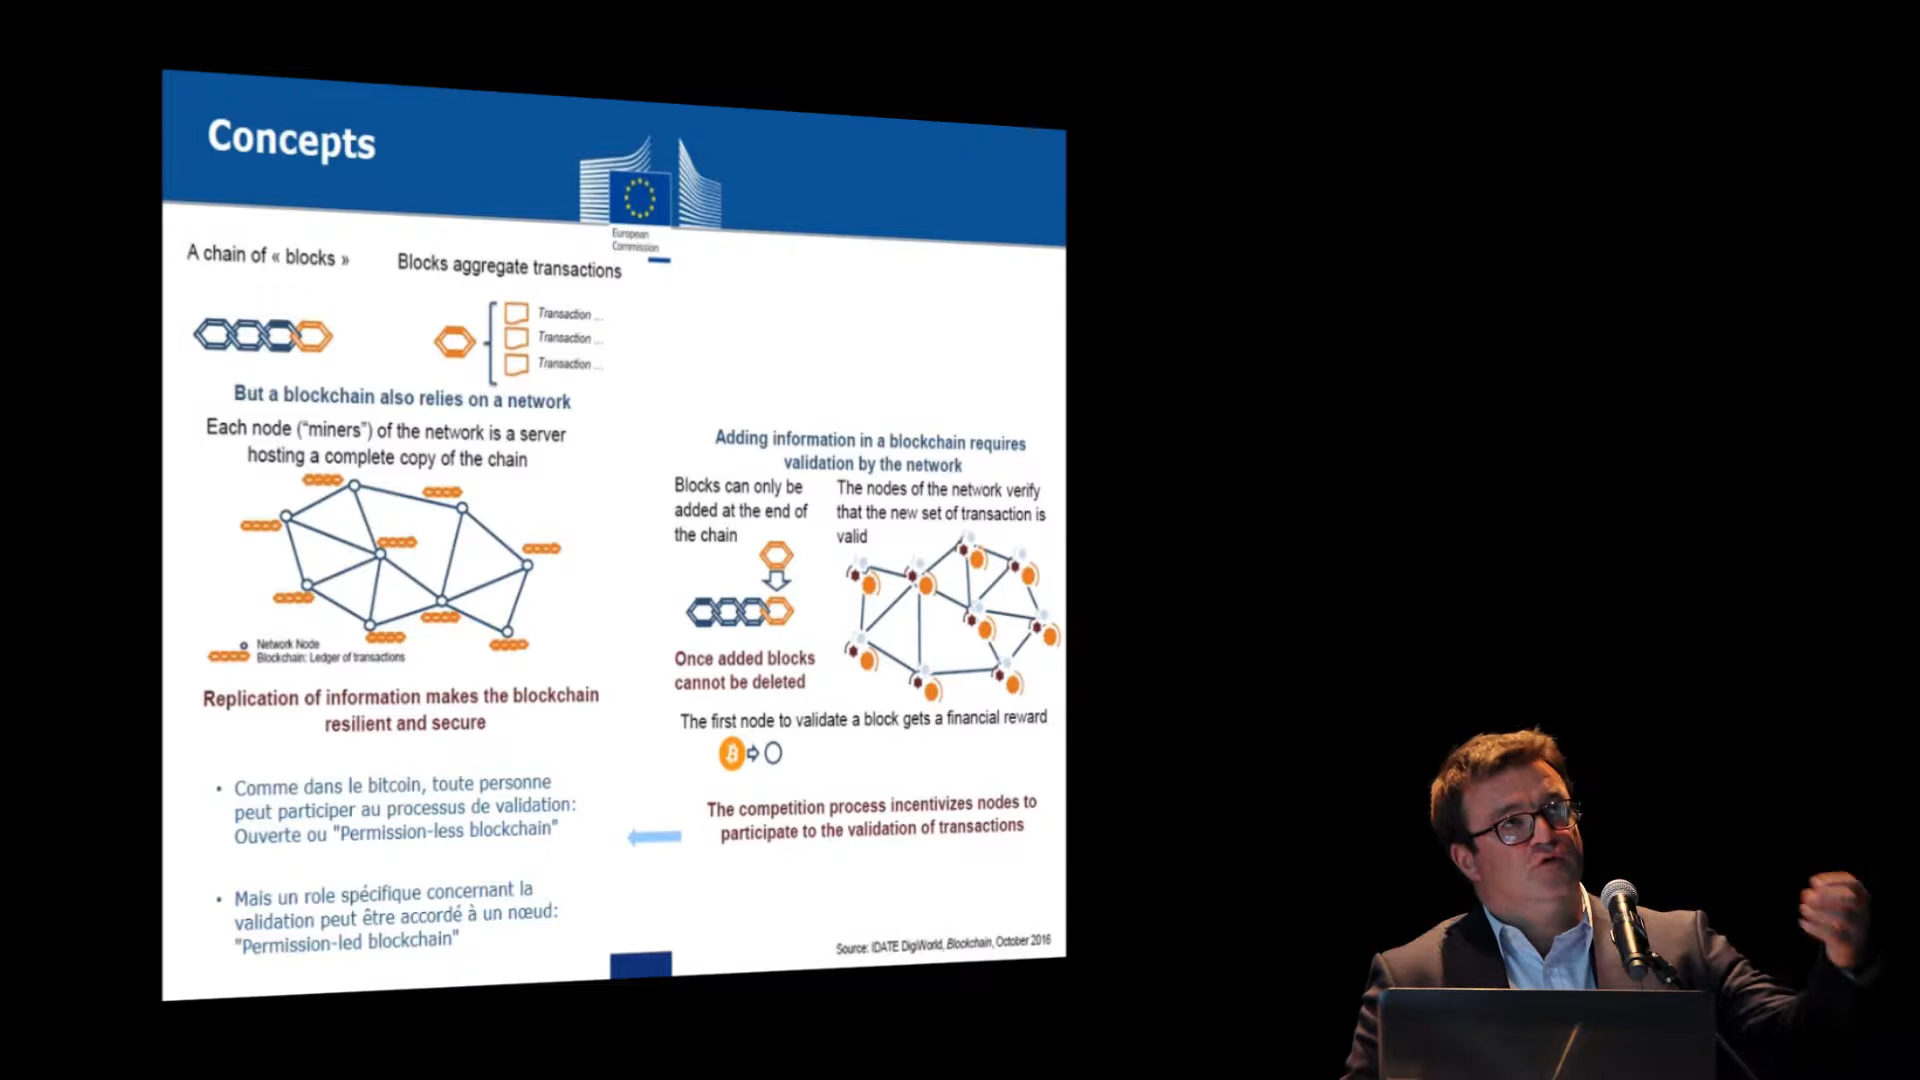 Concepts
European
Commission
A chain of « blocks »
Blocks aggregate transactions
Transaction ...
Transaction ...
Transaction ...
But a blockchain also relies on a network
Each node (“miners”) of the network is a server
hosting a complete copy of the chain
Network Node
Blockchain: Ledger of transactions
Replication of information makes the blockchain
resilient and secure
• Comme dans le bitcoin, toute personne
peut participer au processus de validation:
Ouverte ou "Permission-less blockchain"
• Mais un role spécifique concernant la
validation peut être accordé à un nœud:
"Permission-led blockchain"
Adding information in a blockchain requires
validation by the network
Blocks can only be
added at the end of
the chain
The nodes of the network verify
that the new set of transaction is
valid
Once added blocks
cannot be deleted
The first node to validate a block gets a financial reward
The competition process incentivizes nodes to
participate to the validation of transactions
Source: IDATE DigiWorld, Blockchain, October 2016